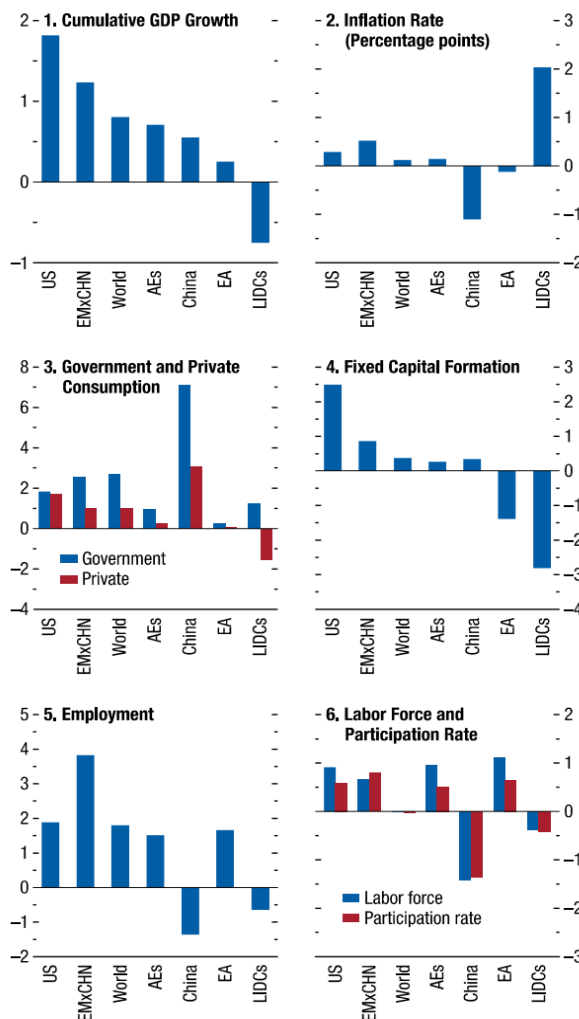 1. Cumulative GDP Growth
2
1
0
–1
US
EMxCHN
World
AEs
China
EA
LIDCs
2. Inflation Rate
(Percentage points)
3
2
1
0
–1
–2
US
EMxCHN
World
AEs
China
EA
LIDCs
3. Government and Private
Consumption
8
6
4
2
0
–2
–4
Government
Private
US
EMxCHN
World
AEs
China
EA
LIDCs
4. Fixed Capital Formation
3
2
1
0
–1
–2
–3
–4
US
EMxCHN
World
AEs
China
EA
LIDCs
5. Employment
5
4
3
2
1
0
–1
–2
US
EMxCHN
World
AEs
China
EA
LIDCs
6. Labor Force and
Participation Rate
2
1
0
–1
–2
–3
Labor force
Participation rate
US
EMxCHN
World
AEs
China
EA
LIDCs